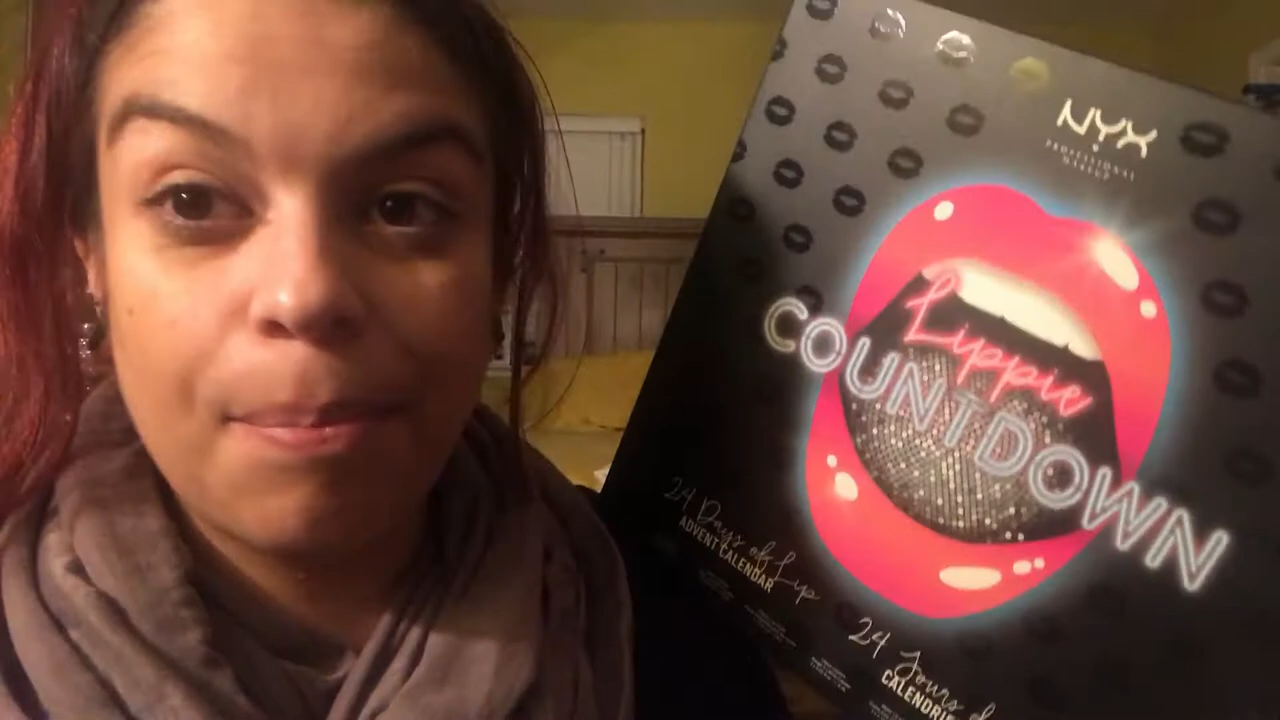 NYX
PROFESSIONAL
MAKEUP
Lippie
COUNTDOWN
24 Days of Lip
ADVENT CALENDAR
24 Jours d
CALENDRIE